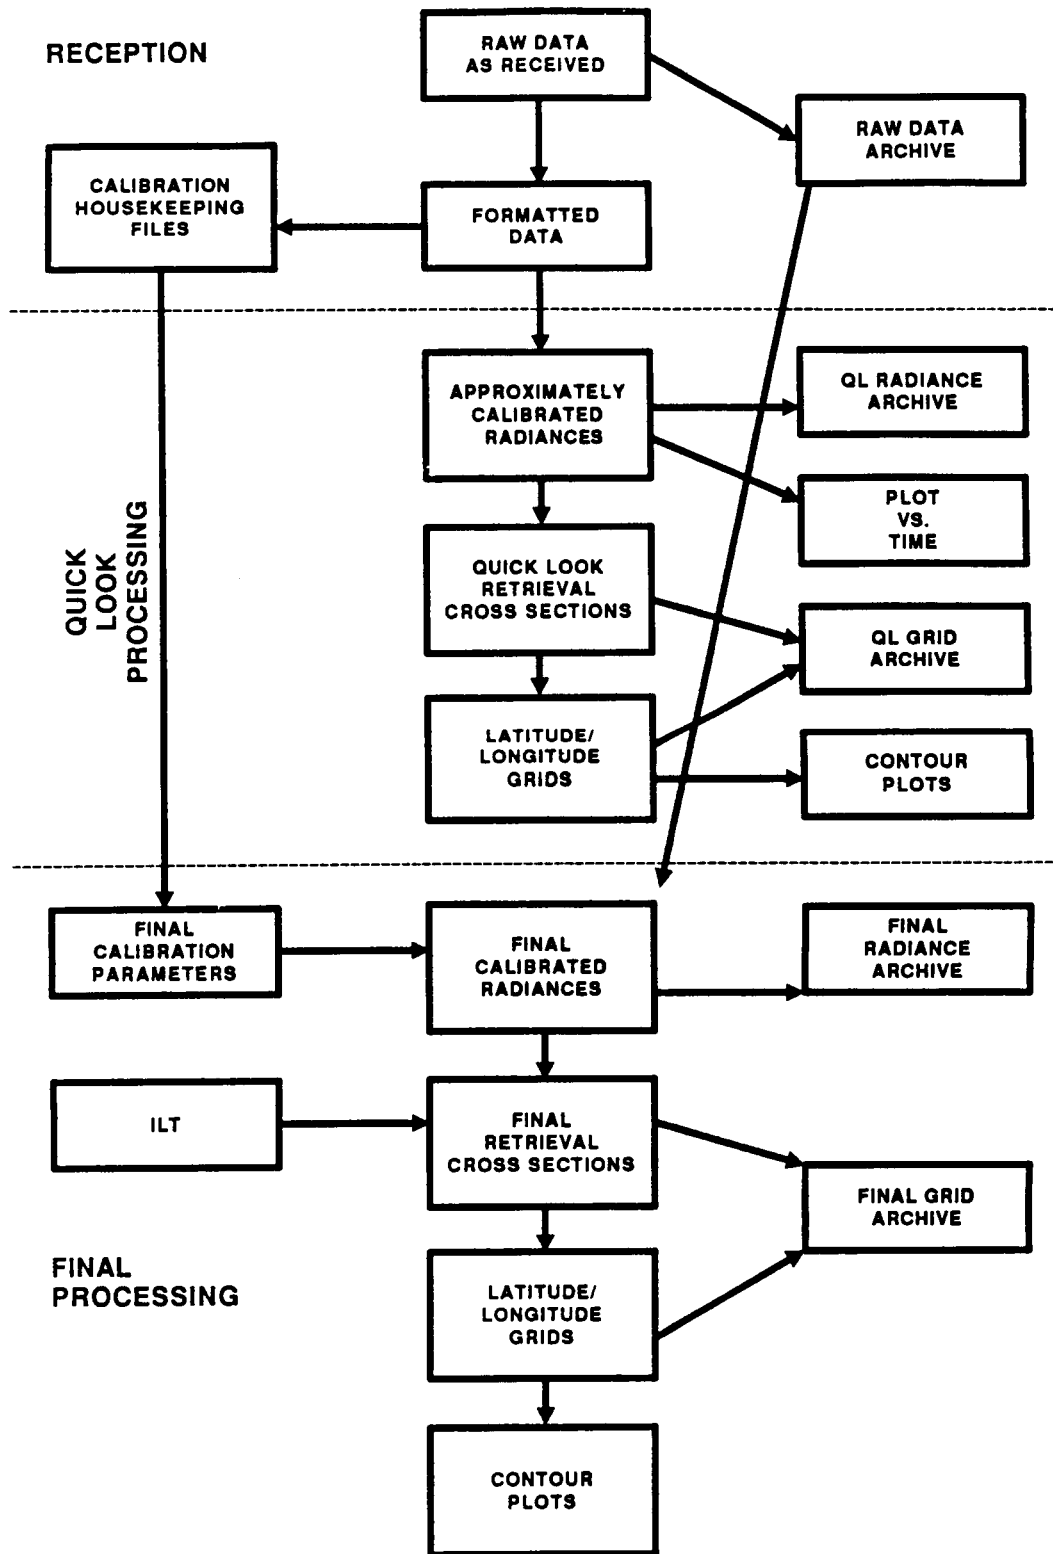 RECEPTION
RAW DATA
AS RECEIVED
RAW DATA
ARCHIVE
CALIBRATION
HOUSEKEEPING
FILES
FORMATTED
DATA
QUICK
LOOK
PROCESSING
APPROXIMATELY
CALIBRATED
RADIANCES
QL RADIANCE
ARCHIVE
PLOT
VS.
TIME
QUICK LOOK
RETRIEVAL
CROSS SECTIONS
QL GRID
ARCHIVE
LATITUDE/
LONGITUDE
GRIDS
CONTOUR
PLOTS
FINAL
CALIBRATION
PARAMETERS
FINAL
CALIBRATED
RADIANCES
FINAL
RADIANCE
ARCHIVE
ILT
FINAL
RETRIEVAL
CROSS SECTIONS
FINAL GRID
ARCHIVE
FINAL
PROCESSING
LATITUDE/
LONGITUDE
GRIDS
CONTOUR
PLOTS